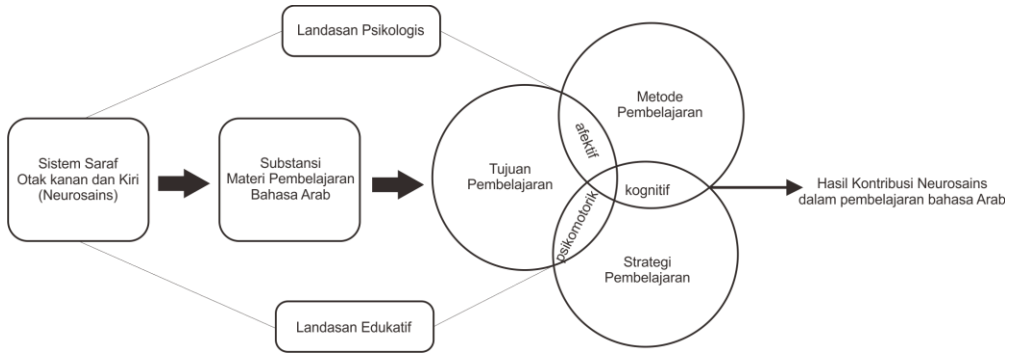 Landasan Psikologis
Sistem Saraf
Otak kanan dan Kiri
(Neurosains)
Substansi
Materi Pembelajaran
Bahasa Arab
Tujuan
Pembelajaran
afektif
Metode
Pembelajaran
kognitif
psikomotorik
Strategi
Pembelajaran
Hasil Kontribusi Neurosains
dalam pembelajaran bahasa Arab
Landasan Edukatif